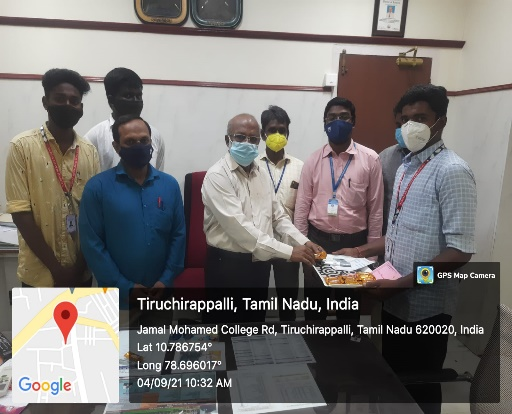 GPS Map Camera
Tiruchirappalli, Tamil Nadu, India
Jamal Mohamed College Rd, Tiruchirappalli, Tamil Nadu 620020, India
Lat 10.786754°
Long 78.696017°
04/09/21 10:32 AM
Google